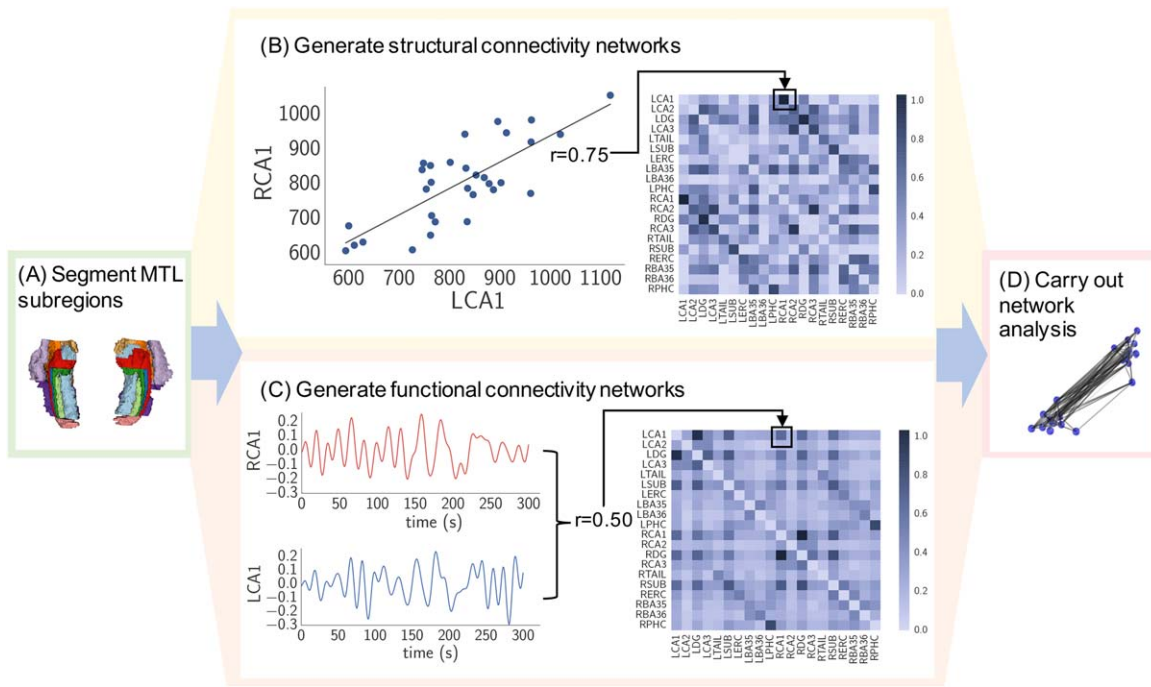 (B) Generate structural connectivity networks
RCA1
1000
900
800
700
600
600 700 800 900 1000 1100
LCA1
r=0.75
LCA1
LCA2
LDG
LCA3
LTAIL
LSUB
LERC
LBA35
LBA36
LPHC
RCA1
RCA2
RDG
RCA3
RTAIL
RSUB
RERC
RBA35
RBA36
RPHC
LCA1 LCA2 LDG LCA3 LTAIL LSUB LERC LBA35 LBA36 LPHC RCA1 RCA2 RDG RCA3 RTAIL RSUB RERC RBA35 RBA36 RPHC
1.0
0.8
0.6
0.4
0.2
0.0
(A) Segment MTL
subregions
(D) Carry out
network
analysis
(C) Generate functional connectivity networks
RCA1
0.2
0.1
0.0
−0.1
−0.3
0 50 100 150 200 250 300
time (s)
LCA1
0.2
0.1
0.0
−0.1
−0.3
0 50 100 150 200 250 300
time (s)
r=0.50
LCA1
LCA2
LDG
LCA3
LTAIL
LSUB
LERC
LBA35
LBA36
LPHC
RCA1
RCA2
RDG
RCA3
RTAIL
RSUB
RERC
RBA35
RBA36
RPHC
LCA1 LCA2 LDG LCA3 LTAIL LSUB LERC LBA35 LBA36 LPHC RCA1 RCA2 RDG RCA3 RTAIL RSUB RERC RBA35 RBA36 RPHC
1.0
0.8
0.6
0.4
0.2
0.0